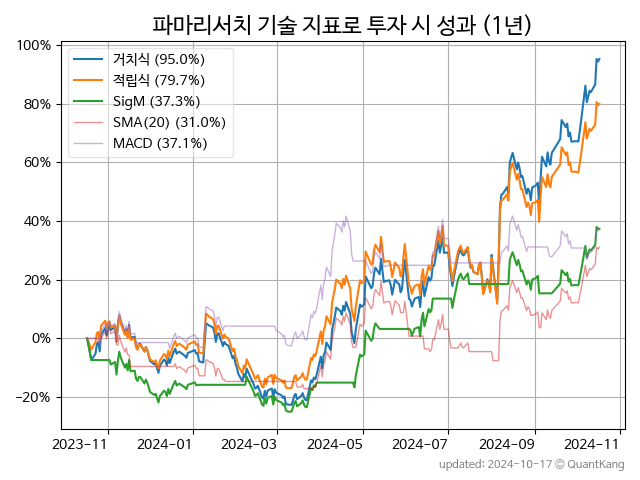 파마리서치 기술 지표로 투자 시 성과 (1년)
100%
80%
60%
40%
20%
0%
−20%
거치식 (95.0%)
적립식 (79.7%)
SigM (37.3%)
SMA(20) (31.0%)
MACD (37.1%)
2023-11 2024-01 2024-03 2024-05 2024-07 2024-09 2024-11
updated: 2024-10-17 © QuantKang